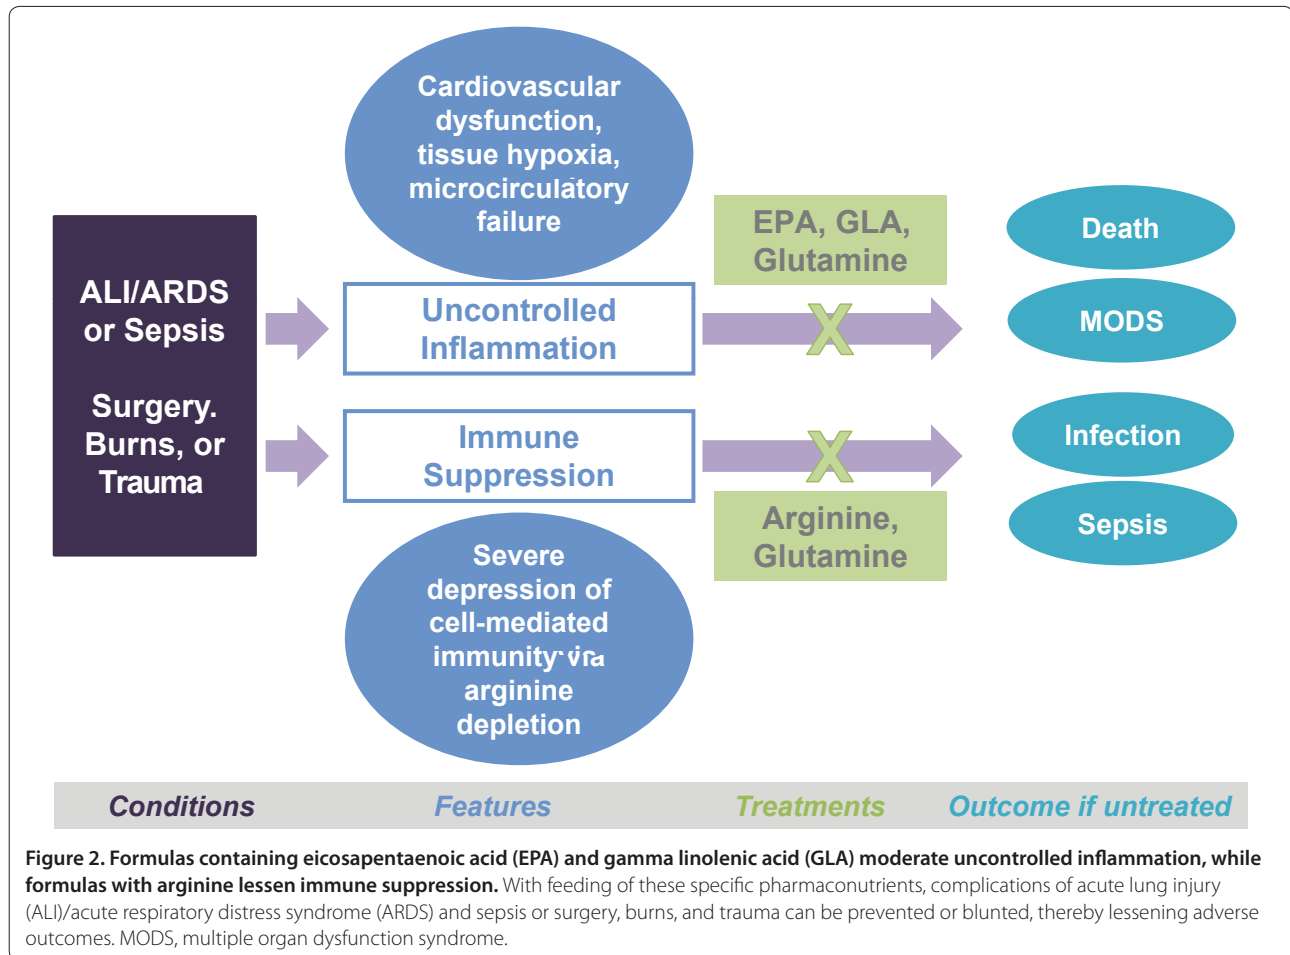 Cardiovascular
dysfunction,
tissue hypoxia,
microcirculatory
failure
ALI/ARDS
or Sepsis
Surgery.
Burns, or
Trauma
Uncontrolled
Inflammation
EPA, GLA,
Glutamine
X
Death
MODS
Immune
Suppression
X
Arginine,
Glutamine
Infection
Sepsis
Severe
depression of
cell-mediated
immunity via
arginine
depletion
Conditions Features Treatments Outcome if untreated
Figure 2. Formulas containing eicosapentaenoic acid (EPA) and gamma linolenic acid (GLA) moderate uncontrolled inflammation, while
formulas with arginine lessen immune suppression. With feeding of these specific pharmaconutrients, complications of acute lung injury
(ALI)/acute respiratory distress syndrome (ARDS) and sepsis or surgery, burns, and trauma can be prevented or blunted, thereby lessening adverse
outcomes. MODS, multiple organ dysfunction syndrome.